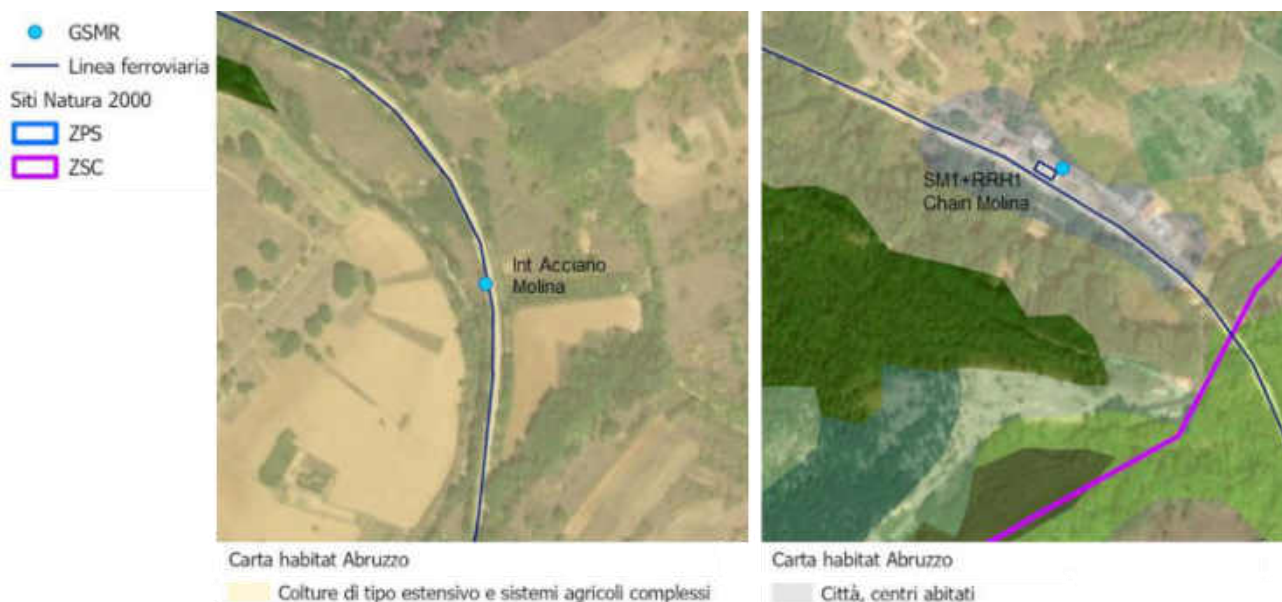 GSMR
Linea ferroviaria
Siti Natura 2000
ZPS
ZSC
Int Acciano
Molina
Carta habitat Abruzzo
Colture di tipo estensivo e sistemi agricoli complessi
SM1+RRH1
Chain Molina
Carta habitat Abruzzo
Città, centri abitati